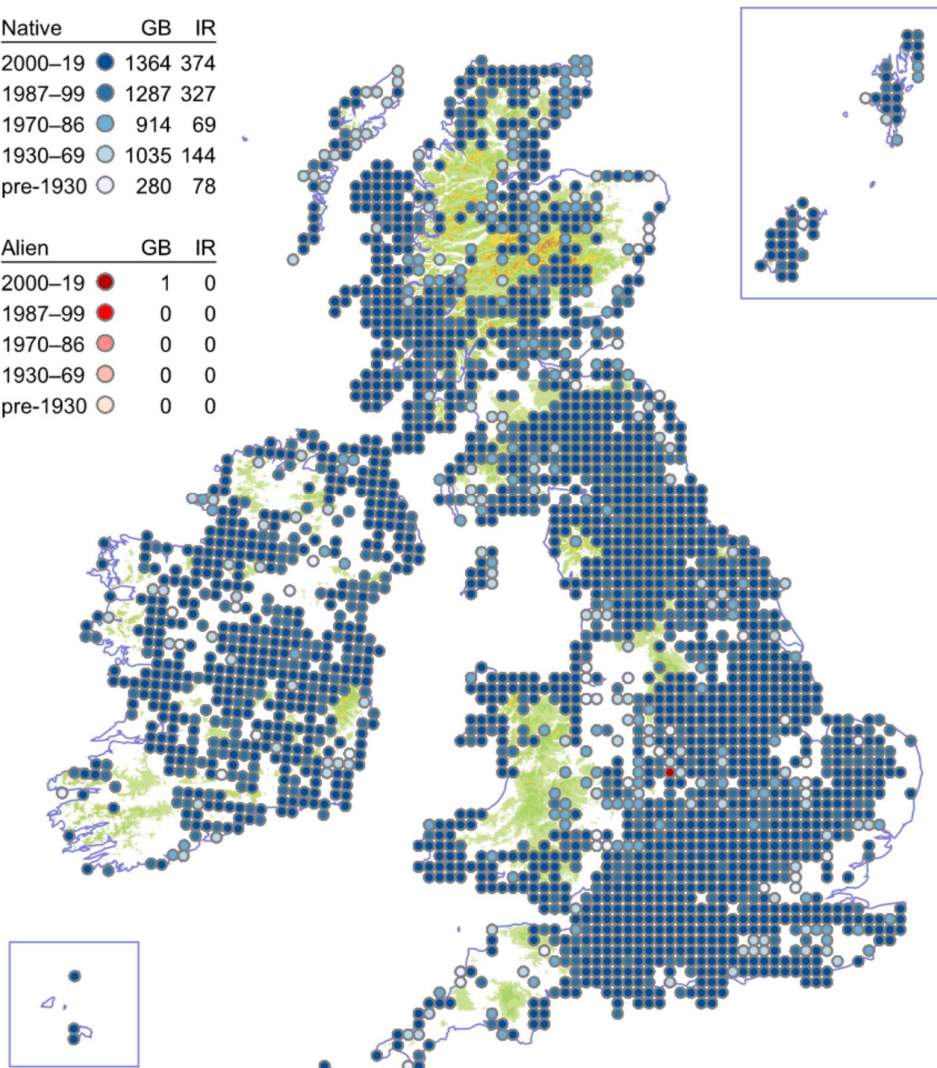 Native GB IR
2000–19 1364 374
1987–99 1287 327
1970–86 914 69
1930–69 1035 144
pre-1930 280 78
Alien GB IR
2000–19 1 0
1987–99 0 0
1970–86 0 0
1930–69 0 0
pre-1930 0 0